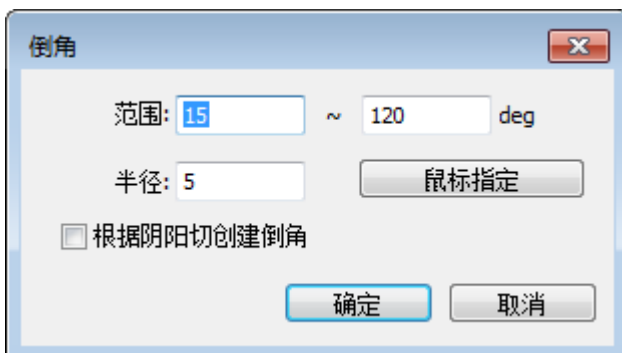 倒角
范围: 15 ~ 120 deg
半径: 5 鼠标指定
根据阴阳切创建倒角
确定 取消